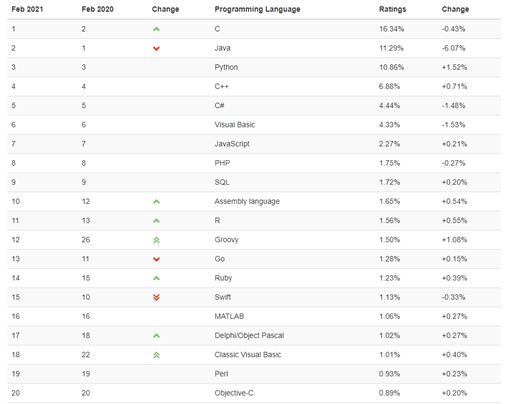 Feb 2021 Feb 2020 Change Programming Language Ratings Change
1 2 C 16.34% -0.43%
2 1 Java 11.29% -6.07%
3 3 Python 10.86% +1.52%
4 4 C++ 6.88% +0.71%
5 5 C# 4.44% -1.48%
6 6 Visual Basic 4.33% -1.53%
7 7 JavaScript 2.27% +0.21%
8 8 PHP 1.75% -0.27%
9 9 SQL 1.72% +0.20%
10 12 Assembly language 1.65% +0.54%
11 13 R 1.56% +0.55%
12 26 Groovy 1.50% +1.08%
13 11 Go 1.28% +0.15%
14 15 Ruby 1.23% +0.39%
15 10 Swift 1.13% -0.33%
16 16 MATLAB 1.06% +0.27%
17 18 Delphi/Object Pascal 1.02% +0.27%
18 22 Classic Visual Basic 1.01% +0.40%
19 19 Perl 0.93% +0.23%
20 20 Objective-C 0.89% +0.20%